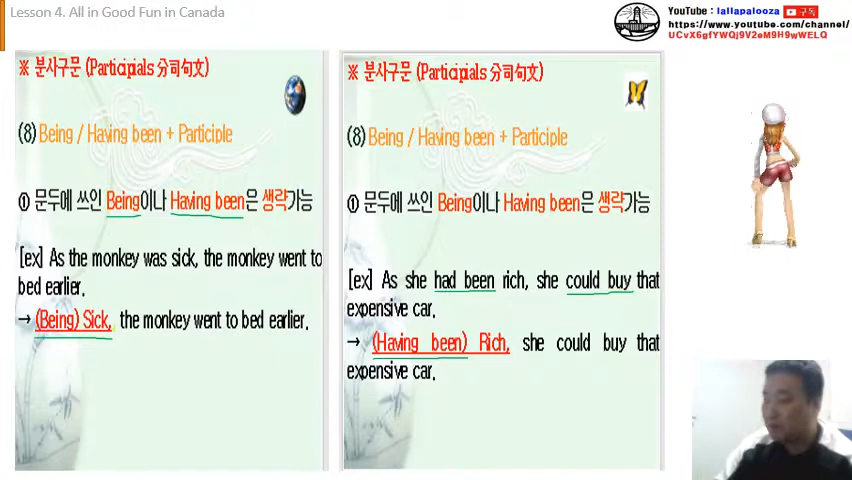 Lesson 4. All in Good Fun in Canada
YouTube : lallapalooza 구독
https://www.youtube.com/channel/
UCvX6gfYWQj9V2eM9H9wWELQ
※ 분사구문 (Participials 分司句文)
(8) Being / Having been + Participle
① 문두에 쓰인 Being이나 Having been은 생략가능
[ex] As the monkey was sick, the monkey went to
bed earlier.
→ (Being) Sick, the monkey went to bed earlier.
※ 분사구문 (Participials 分司句文)
(8) Being / Having been + Participle
① 문두에 쓰인 Being이나 Having been은 생략가능
[ex] As she had been rich, she could buy that
expensive car.
→ (Having been) Rich, she could buy that
expensive car.